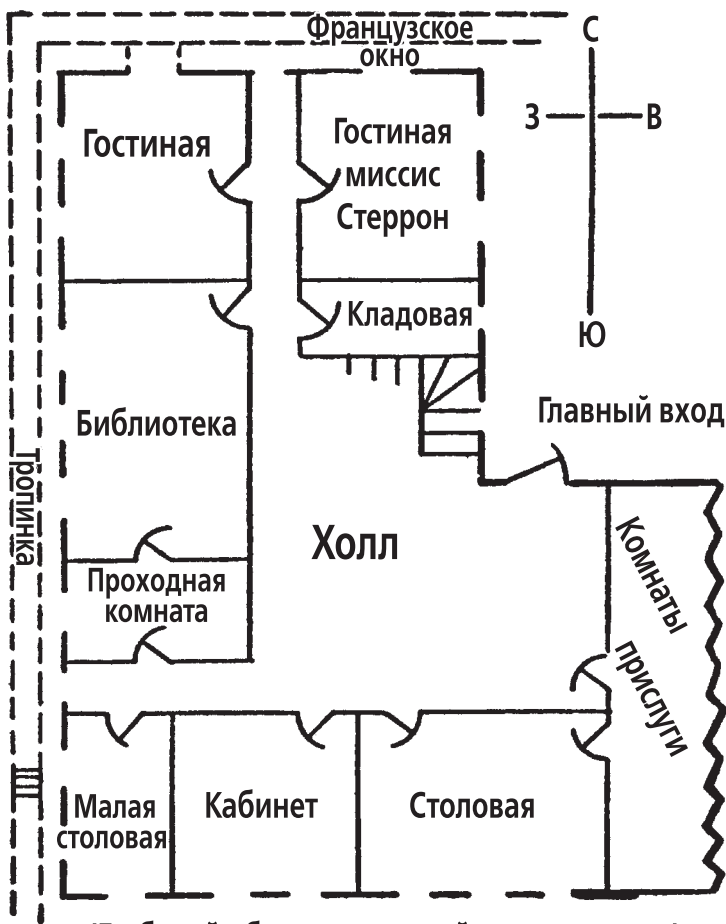 Французское
окно
С
З
В
Ю
Гостиная
Гостиная
миссис
Стеррон
Кладовая
Библиотека
Главный вход
Тропинка
Холл
Проходная
комната
Комнаты
прислуги
Малая
столовая
Кабинет
Столовая